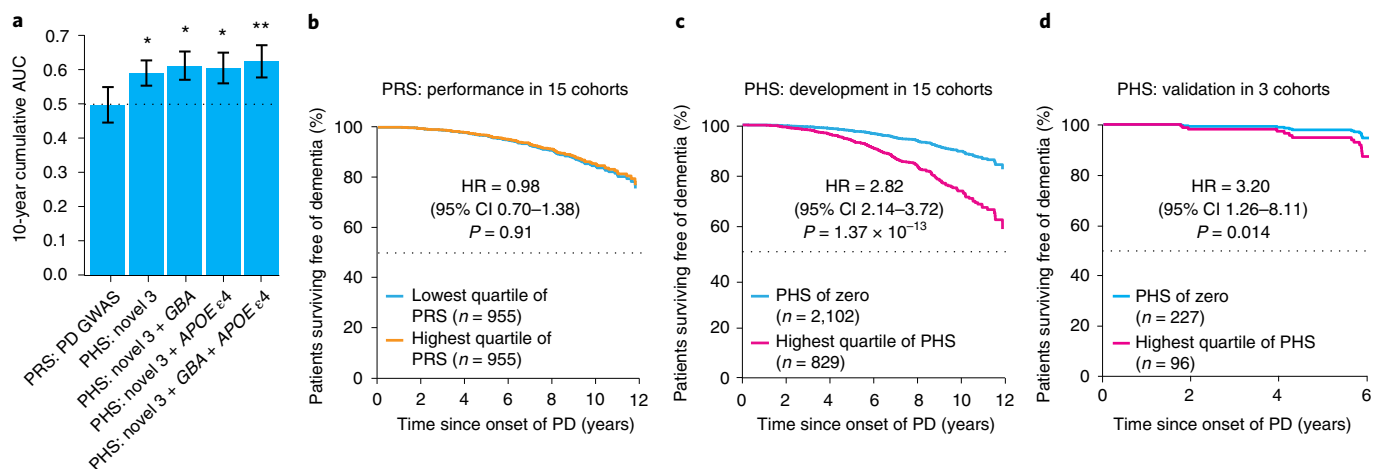 a
10-year cumulative AUC
0.7
0.6
0.5
0.4
0.3
0.2
0.1
0.0
*
*
*
**
PRS: PD GWAS
PHS: novel 3
PHS: novel 3 + GBA
PHS: novel 3 + APOE ε4
PHS: novel 3 + GBA + APOE ε4
b
PRS: performance in 15 cohorts
Patients surviving free of dementia (%)
100
80
60
40
20
0
HR = 0.98
(95% CI 0.70–1.38)
P = 0.91
Lowest quartile of
PRS (n = 955)
Highest quartile of
PRS (n = 955)
0 2 4 6 8 10 12
Time since onset of PD (years)
c
PHS: development in 15 cohorts
Patients surviving free of dementia (%)
100
80
60
40
20
0
HR = 2.82
(95% CI 2.14–3.72)
P = 1.37 × 10⁻¹³
PHS of zero
(n = 2,102)
Highest quartile of PHS
(n = 829)
0 2 4 6 8 10 12
Time since onset of PD (years)
d
PHS: validation in 3 cohorts
Patients surviving free of dementia (%)
100
80
60
40
20
0
HR = 3.20
(95% CI 1.26–8.11)
P = 0.014
PHS of zero
(n = 227)
Highest quartile of PHS
(n = 96)
0 2 4 6
Time since onset of PD (years)